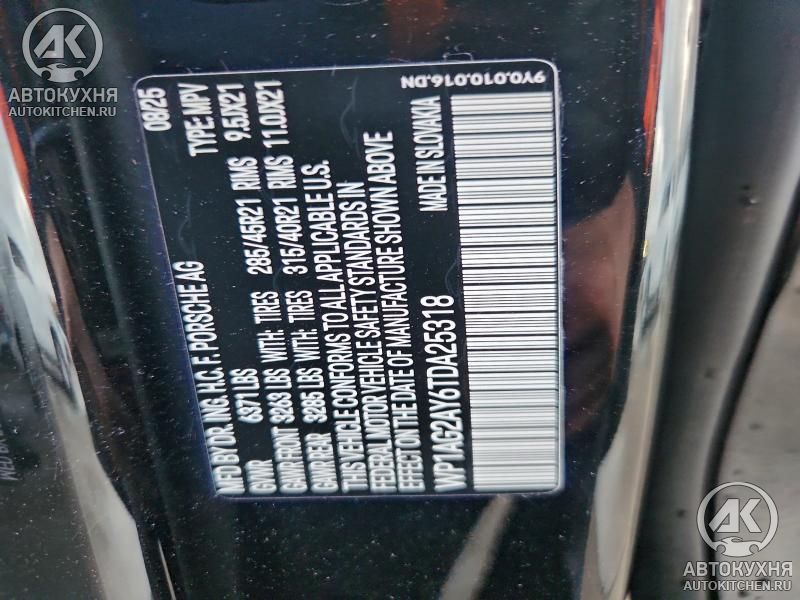 АК
АВТОКУХНЯ
AUTOKITCHEN.RU
MFD BY DR. ING. H.C. F. PORSCHE AG 08/25
GVWR 6371 LBS TYPE: MPV
GAWR FRONT 3263 LBS WITH: TIRES 285/45R21 RIMS 9.5JX21
GAWR REAR 3285 LBS WITH: TIRES 315/40R21 RIMS 11.0JX21
THIS VEHICLE CONFORMS TO ALL APPLICABLE U.S.
FEDERAL MOTOR VEHICLE SAFETY STANDARDS IN
EFFECT ON THE DATE OF MANUFACTURE SHOWN ABOVE
MADE IN SLOVAKIA
WP1AG2AY6TDA25318
9Y0.010.016.DN
АК
АВТОКУХНЯ
AUTOKITCHEN.RU